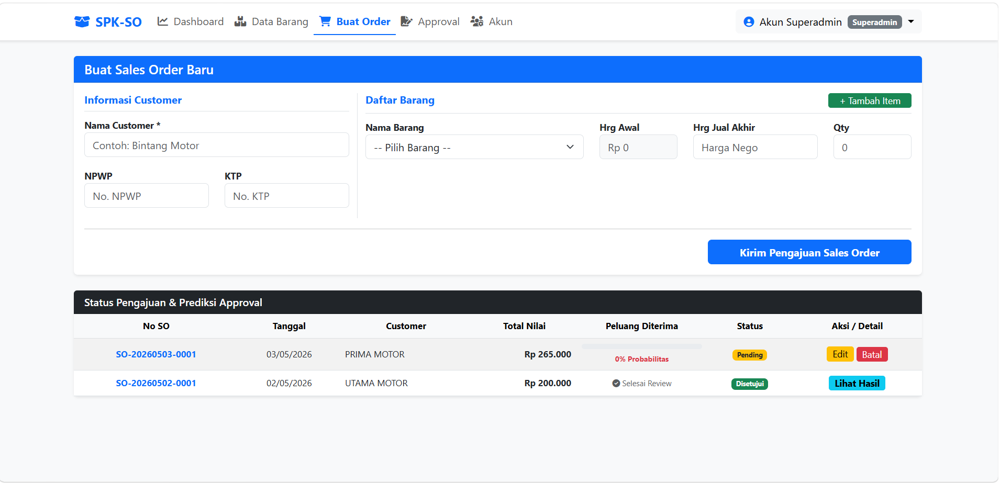 SPK-SO Dashboard Data Barang Buat Order Approval Akun Akun Superadmin Superadmin
Buat Sales Order Baru
Informasi Customer
Nama Customer *
Contoh: Bintang Motor
NPWP KTP
No. NPWP No. KTP
Daftar Barang + Tambah Item
Nama Barang Hrg Awal Hrg Jual Akhir Qty
-- Pilih Barang -- Rp 0 Harga Nego 0
Kirim Pengajuan Sales Order
Status Pengajuan & Prediksi Approval
No SO Tanggal Customer Total Nilai Peluang Diterima Status Aksi / Detail
SO-20260503-0001 03/05/2026 PRIMA MOTOR Rp 265.000 0% Probabilitas Pending Edit Batal
SO-20260502-0001 02/05/2026 UTAMA MOTOR Rp 200.000 Selesai Review Disetujui Lihat Hasil